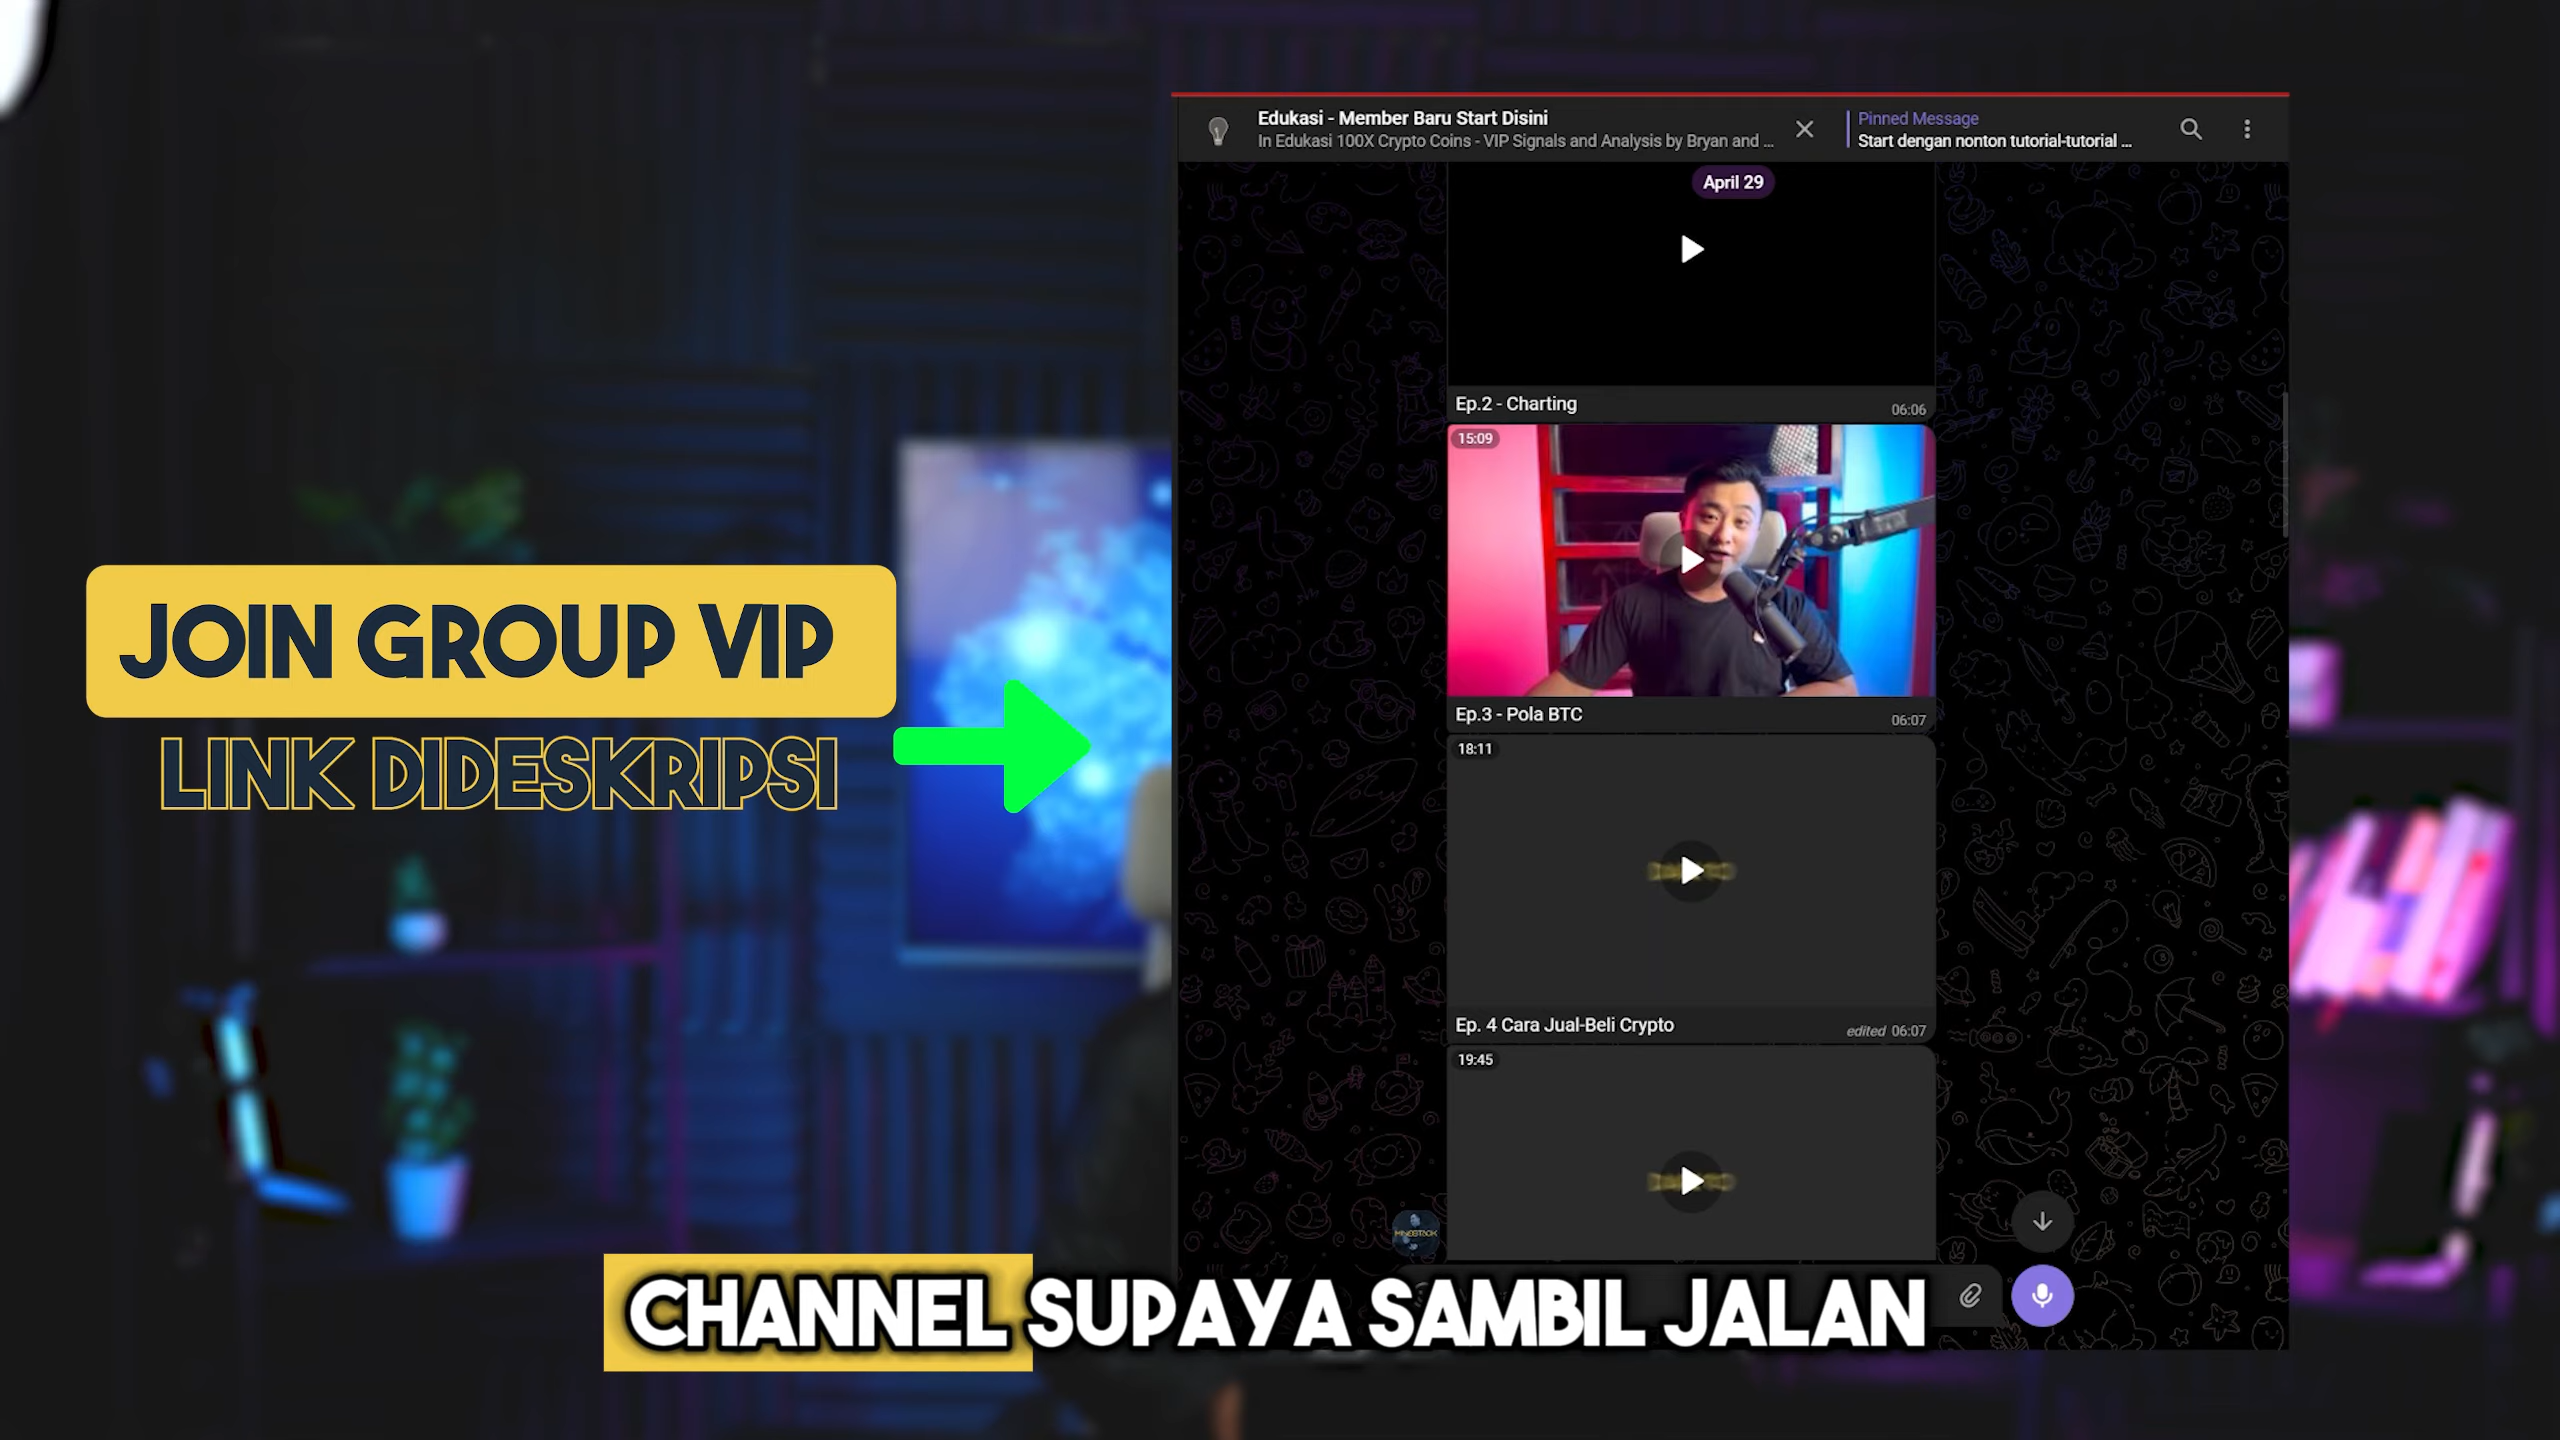 Edukasi - Member Baru Start Disini
In Edukasi 100X Crypto Coins - VIP Signals and Analysis by Bryan and ...
Pinned Message
Start dengan nonton tutorial-tutorial ...
April 29
Ep.2 - Charting
06:06
15:09
Ep.3 - Pola BTC
06:07
18:11
Ep. 4 Cara Jual-Beli Crypto
edited 06:07
19:45
JOIN GROUP VIP
LINK DIDESKRIPSI
MINDSTACK
CHANNEL SUPAYA SAMBIL JALAN